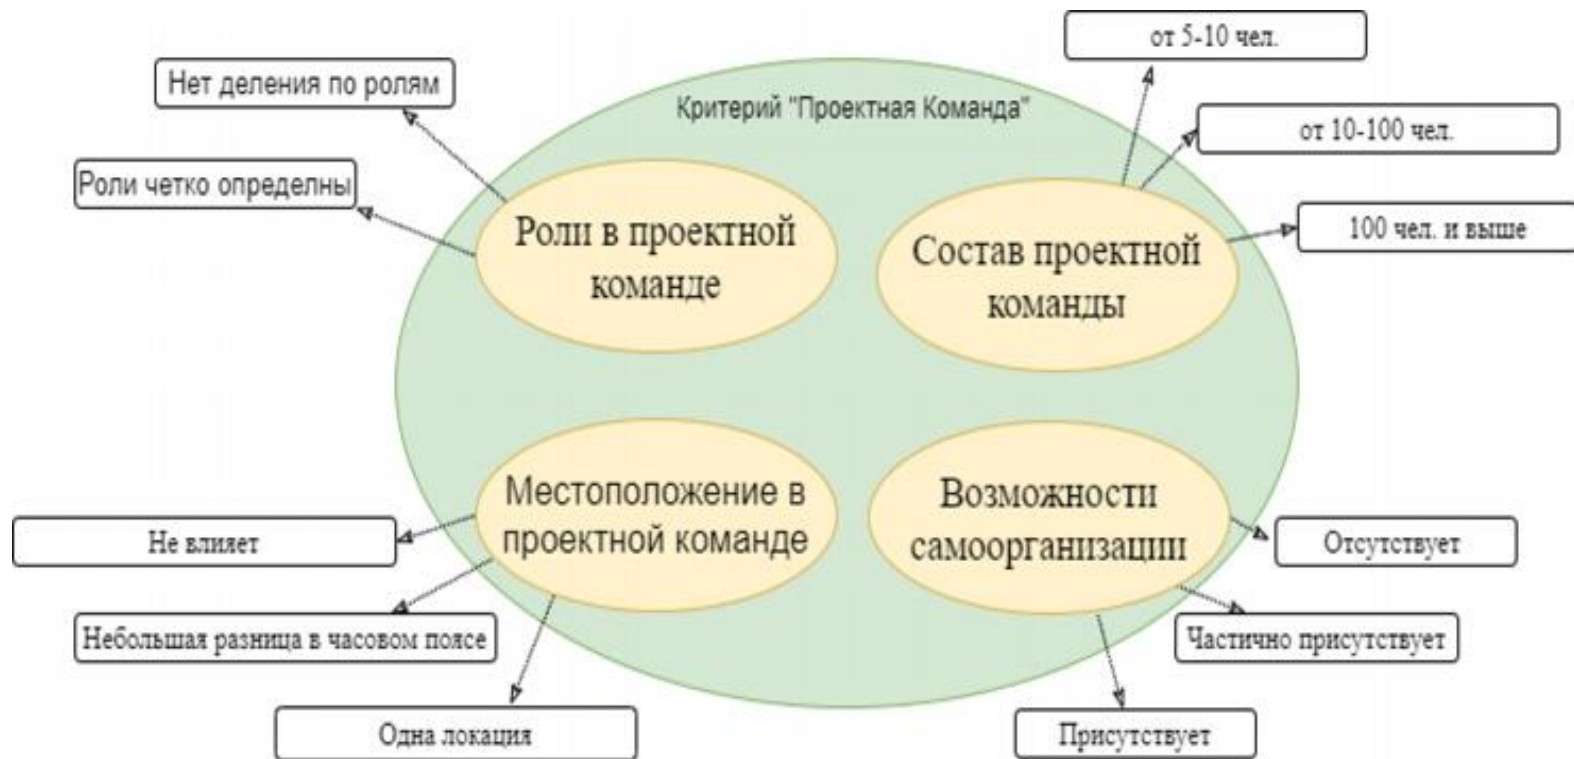 от 5-10 чел.
Нет деления по ролям
Критерий "Проектная Команда"
от 10-100 чел.
Роли четко определны
Роли в проектной
команде
Состав проектной
команды
100 чел. и выше
Местоположение в
проектной команде
Возможности
самоорганизации
Не влияет
Отсутствует
Небольшая разница в часовом поясе
Частично присутствует
Одна локация
Присутствует